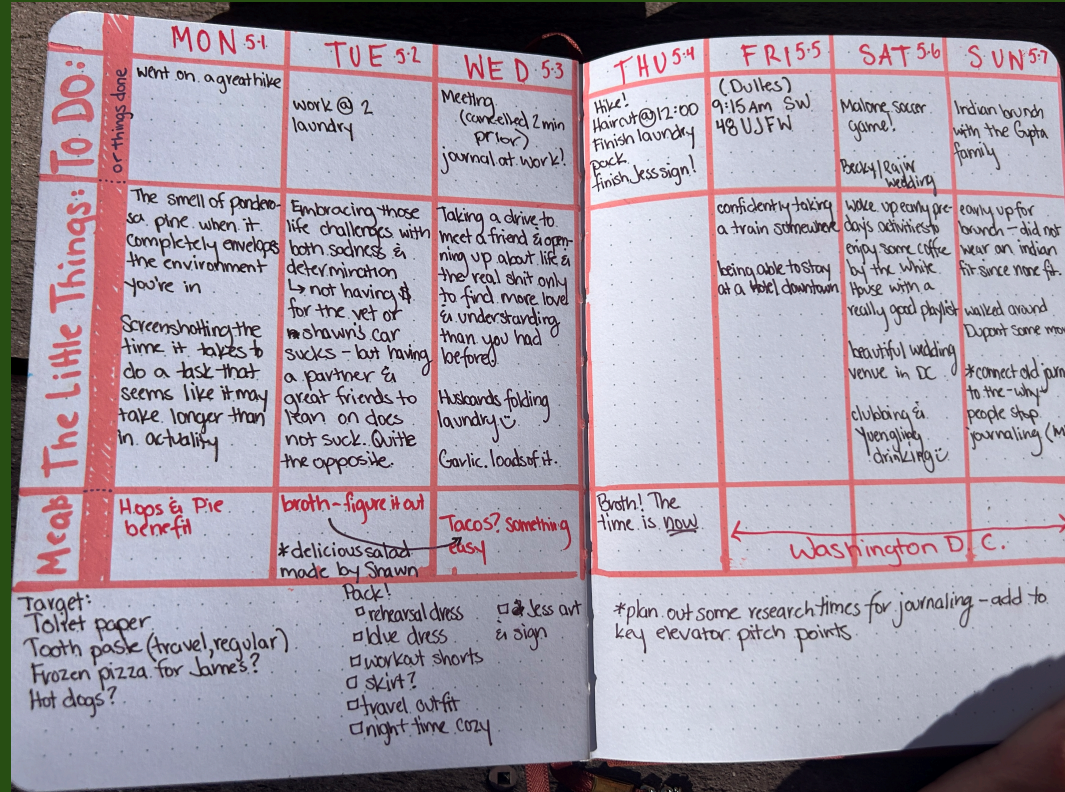 To DO:
or things done
MON 5.1
went on a great hike
TUE 5.2
work @ 2
laundry
WED 5.3
Meeting
(cancelled 2 min
prior)
journal at work!
THU 5.4
Hike!
Haircut @ 12:00
Finish laundry
pack
finish Jess sign!
FRI 5.5
(Dulles)
9:15 Am SW
48UJFW
SAT 5.6
Malone soccer
game!
Becky/Rajiv
wedding
SUN 5.7
Indian brunch
with the Gupta
family
The Little Things:
The smell of pondero-
sa pine when it
completely envelops
the environment
you're in
Screenshotting the
time it takes to
do a task that
seems like it may
take longer than
in actuality
Embracing those
life challenges with
both sadness &
determination
↳ not having $
for the vet or
shawn's car
sucks - but having
a partner &
great friends to
lean on does
not suck. Quite
the opposite.
Taking a drive to
meet a friend & open-
ning up about life &
the real shit only
to find more love
& understanding
than you had
before
Husbands folding
laundry
Garlic. loads of it.
confidently taking
a train somewhere
being able to stay
at a hotel downtown
wake up early pre-
days activities to
enjoy some coffee
by the white
House with a
really good playlist
beautiful wedding
venue in DC
clubbing &
Yuengling
drinking
early up for
brunch - did not
wear an indian
fit since none fit.
walked around
Dupont some mo
*connect old jour
to the - why
people stop
journaling (M
Meals
Hops & Pie
benefit
broth - figure it out
*delicious salad
made by Shawn
Tacos? something
easy
Broth! The
time is now
Washington D.C.
Target:
Toilet paper
Tooth paste (travel, regular)
Frozen pizza for James?
Hot dogs?
Pack!
□ rehearsal dress
□ blue dress
□ workout shorts
□ skirt?
□ travel outfit
□ night time cozy
□ Jess art
& sign
*plan out some research times for journaling - add to
key elevator pitch points